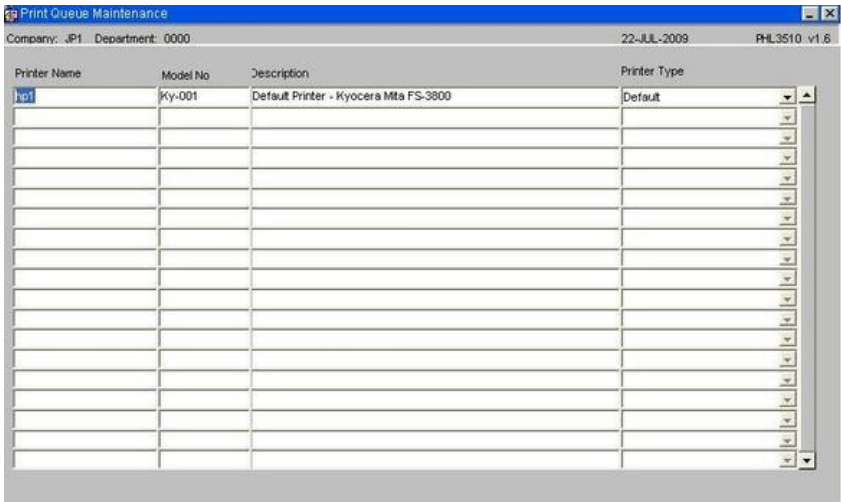 Print Queue Maintenance
Company: JP1 Department: 0000 22-JUL-2009 PHL3510 v1.6
Printer Name Model No Description Printer Type
hp1 Ky-001 Default Printer - Kyocera Mita FS-3800 Default